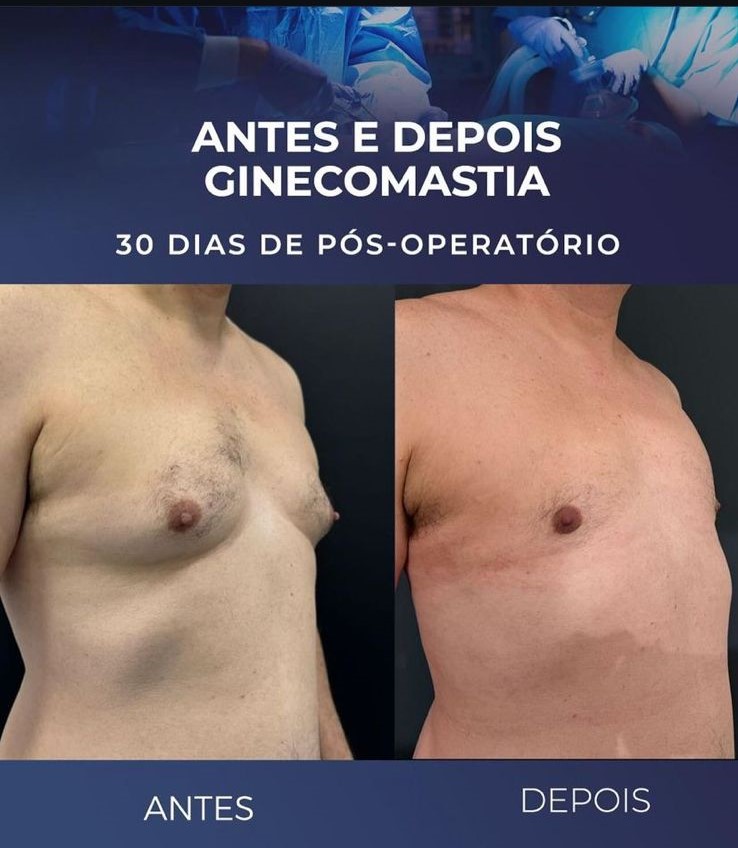 ANTES E DEPOIS
GINECOMASTIA
30 DIAS DE PÓS-OPERATÓRIO
ANTES
DEPOIS